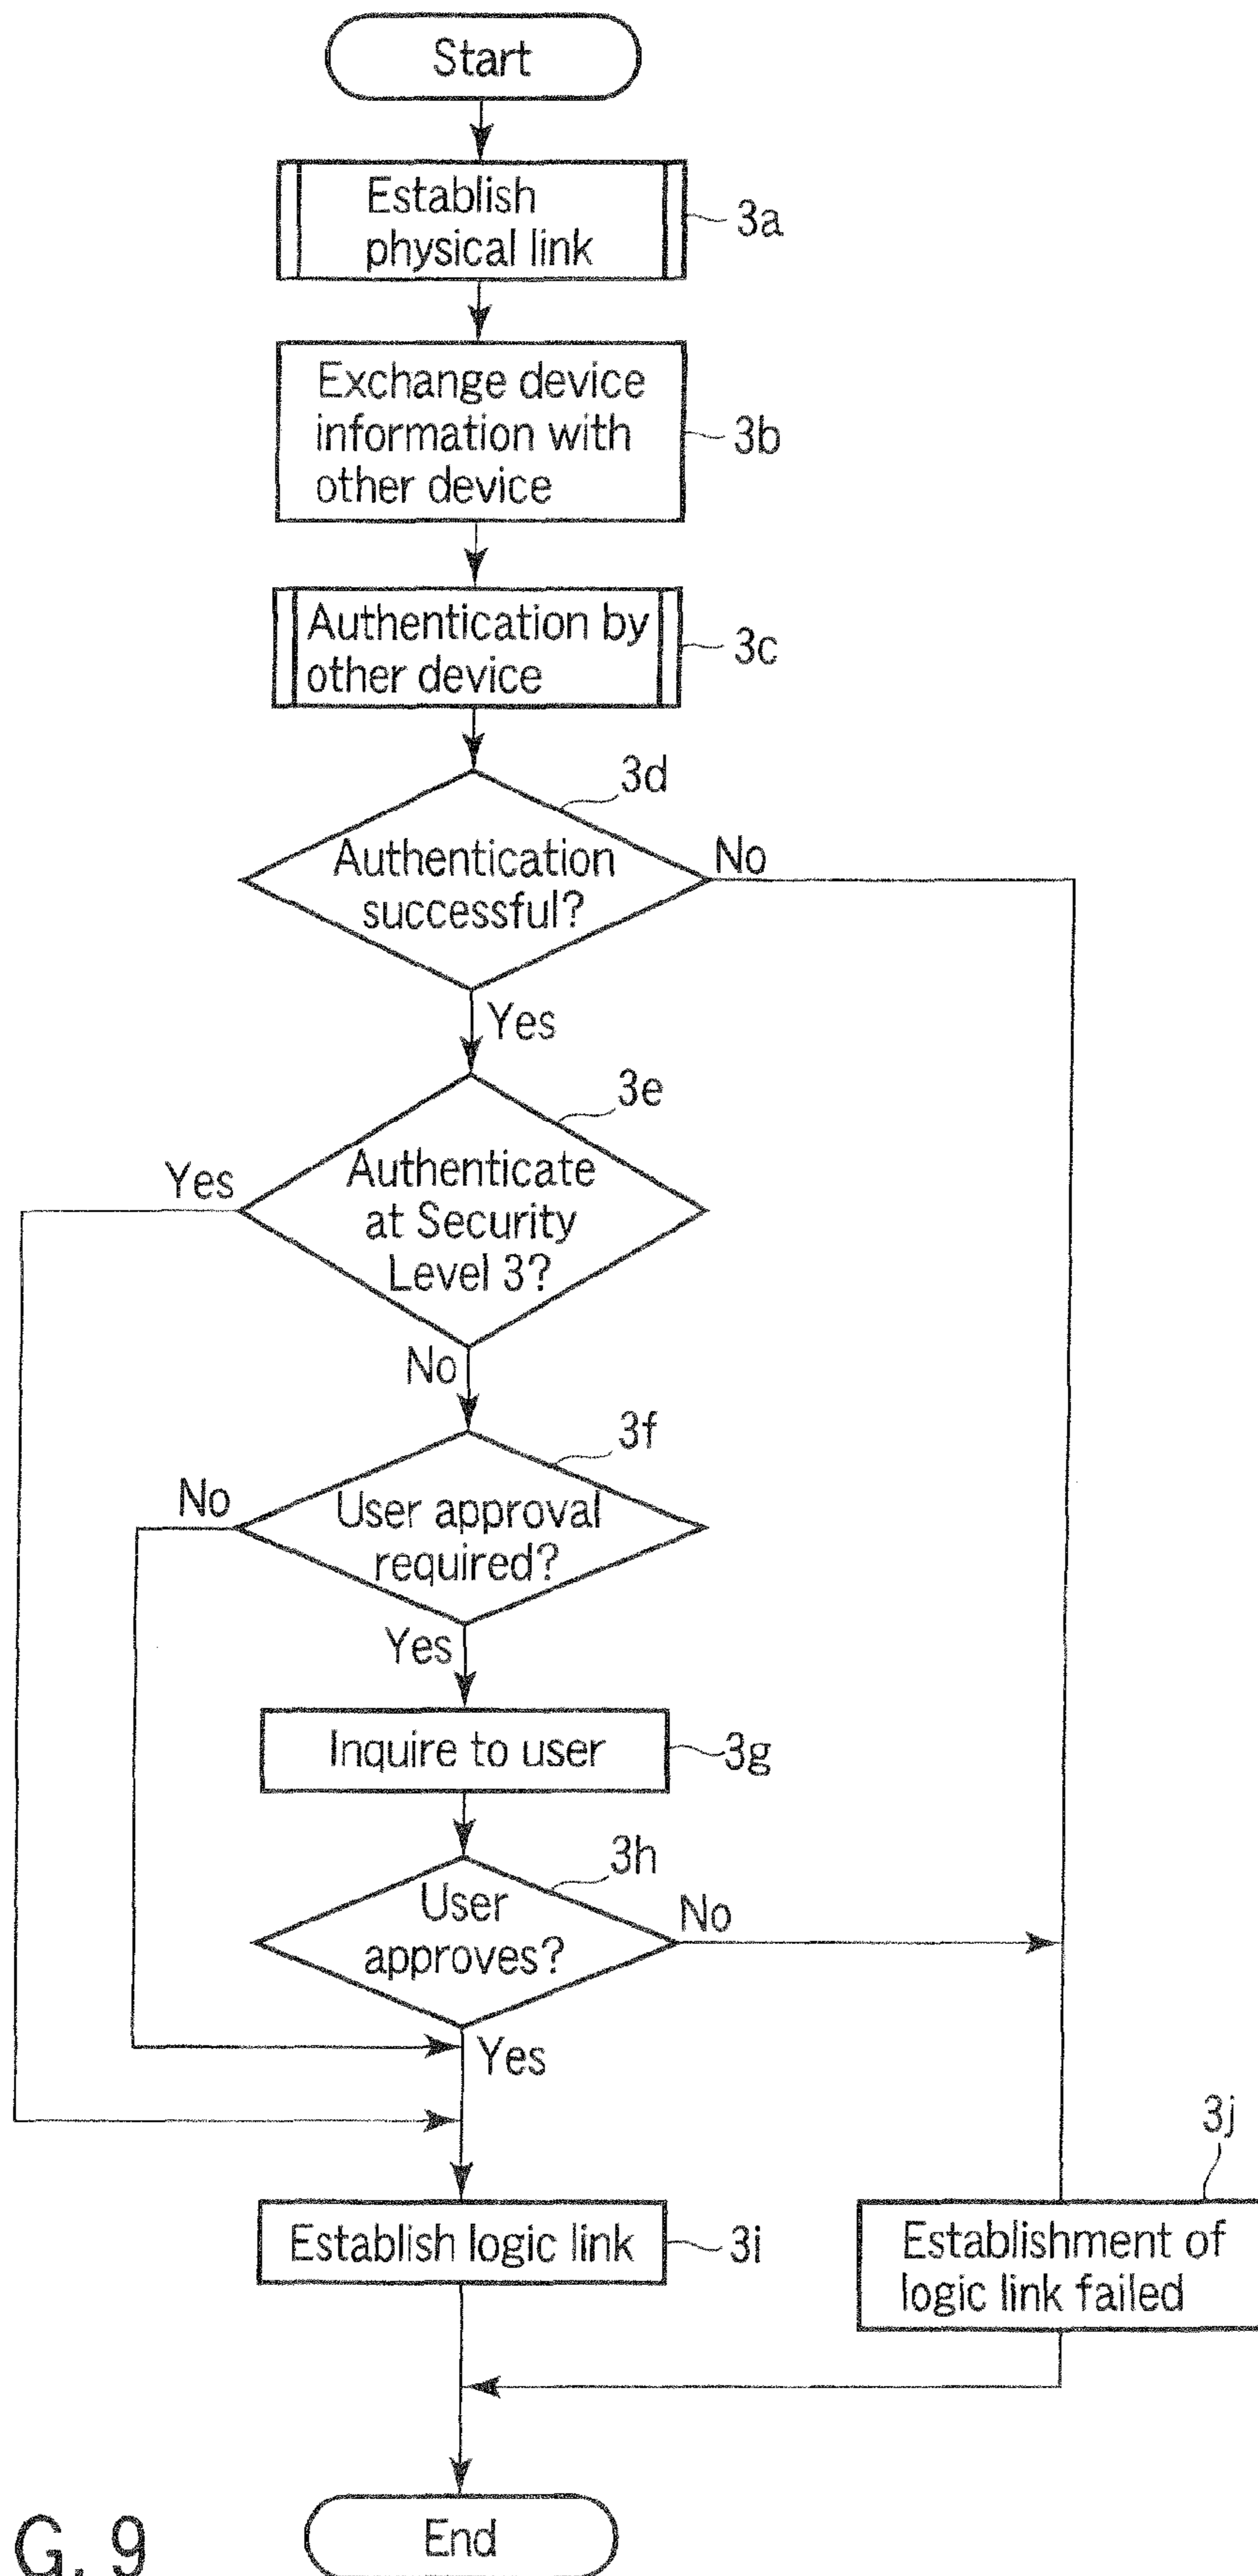 Start
Establish
physical link
3a
Exchange device
information with
other device
3b
Authentication by
other device
3c
3d
Authentication
successful?
No
Yes
3e
Authenticate
at Security
Level 3?
Yes
No
3f
User approval
required?
No
Yes
Inquire to user
3g
3h
User
approves?
No
Yes
3j
Establish logic link
3i
Establishment of
logic link failed
End
G. 9